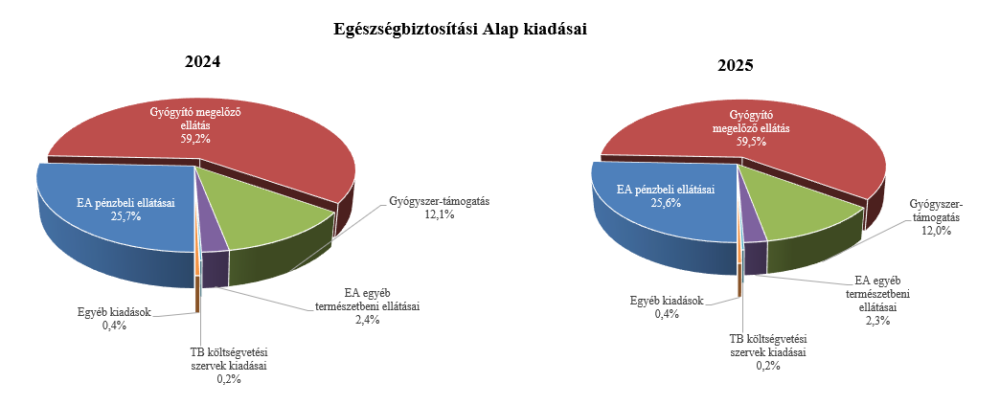 Egészségbiztosítási Alap kiadásai
2024
Gyógyító megelőző
ellátás
59,2%
EA pénzbeli ellátásai
25,7%
Gyógyszer-támogatás
12,1%
EA egyéb
természetbeni ellátásai
2,4%
Egyéb kiadások
0,4%
TB költségvetési
szervek kiadásai
0,2%
2025
Gyógyító
megelőző ellátás
59,5%
EA pénzbeli ellátásai
25,6%
Gyógyszer-
támogatás
12,0%
EA egyéb
természetbeni
ellátásai
2,3%
Egyéb kiadások
0,4%
TB költségvetési
szervek kiadásai
0,2%